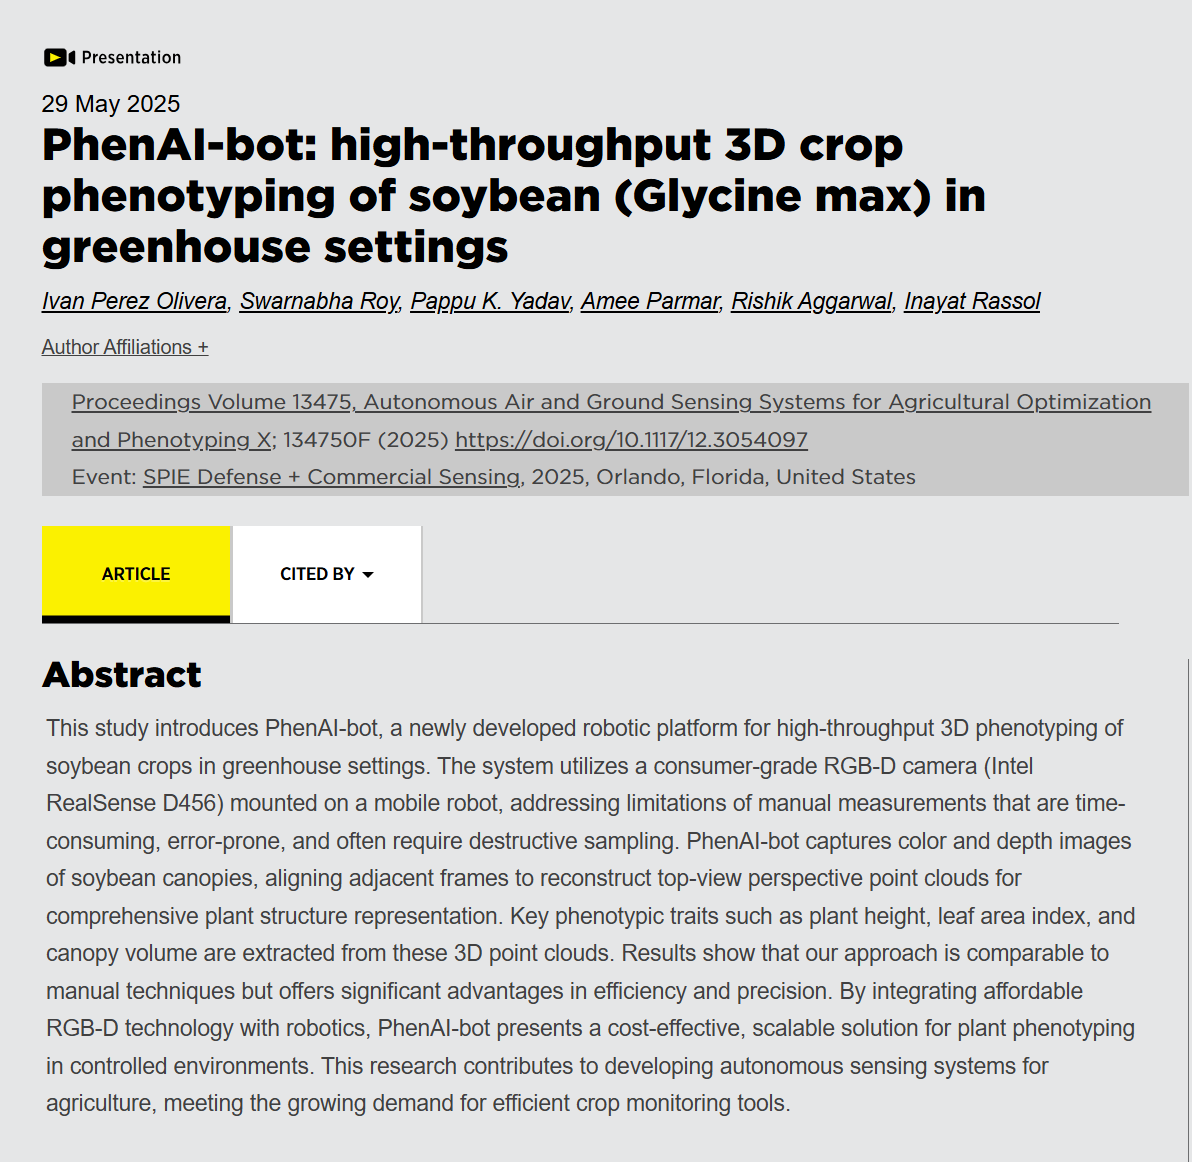 Presentation
29 May 2025
PhenAI-bot: high-throughput 3D crop
phenotyping of soybean (Glycine max) in
greenhouse settings
Ivan Perez Olivera, Swarnabha Roy, Pappu K. Yadav, Amee Parmar, Rishik Aggarwal, Inayat Rassol
Author Affiliations +
Proceedings Volume 13475, Autonomous Air and Ground Sensing Systems for Agricultural Optimization
and Phenotyping X; 134750F (2025) https://doi.org/10.1117/12.3054097
Event: SPIE Defense + Commercial Sensing, 2025, Orlando, Florida, United States
ARTICLE
CITED BY
Abstract
This study introduces PhenAI-bot, a newly developed robotic platform for high-throughput 3D phenotyping of
soybean crops in greenhouse settings. The system utilizes a consumer-grade RGB-D camera (Intel
RealSense D456) mounted on a mobile robot, addressing limitations of manual measurements that are time-
consuming, error-prone, and often require destructive sampling. PhenAI-bot captures color and depth images
of soybean canopies, aligning adjacent frames to reconstruct top-view perspective point clouds for
comprehensive plant structure representation. Key phenotypic traits such as plant height, leaf area index, and
canopy volume are extracted from these 3D point clouds. Results show that our approach is comparable to
manual techniques but offers significant advantages in efficiency and precision. By integrating affordable
RGB-D technology with robotics, PhenAI-bot presents a cost-effective, scalable solution for plant phenotyping
in controlled environments. This research contributes to developing autonomous sensing systems for
agriculture, meeting the growing demand for efficient crop monitoring tools.